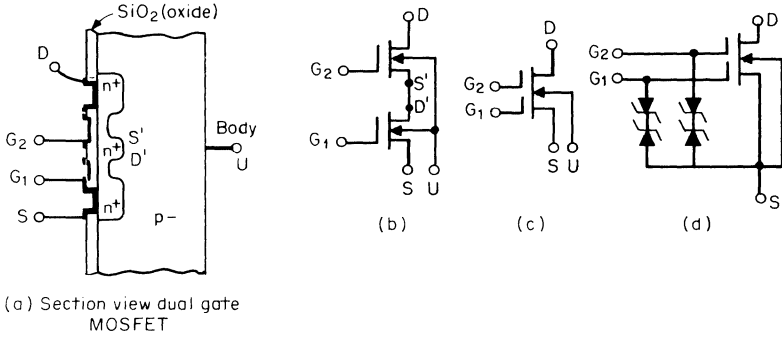 SiO2 (oxide)
D
n+
G2
S'
n+
D'
G1
n+
S
p-
Body
U
(a) Section view dual gate
MOSFET
D
G2
S'
D'
G1
S U
(b)
D
G2
G1
S U
(c)
D
G2
G1
S
(d)